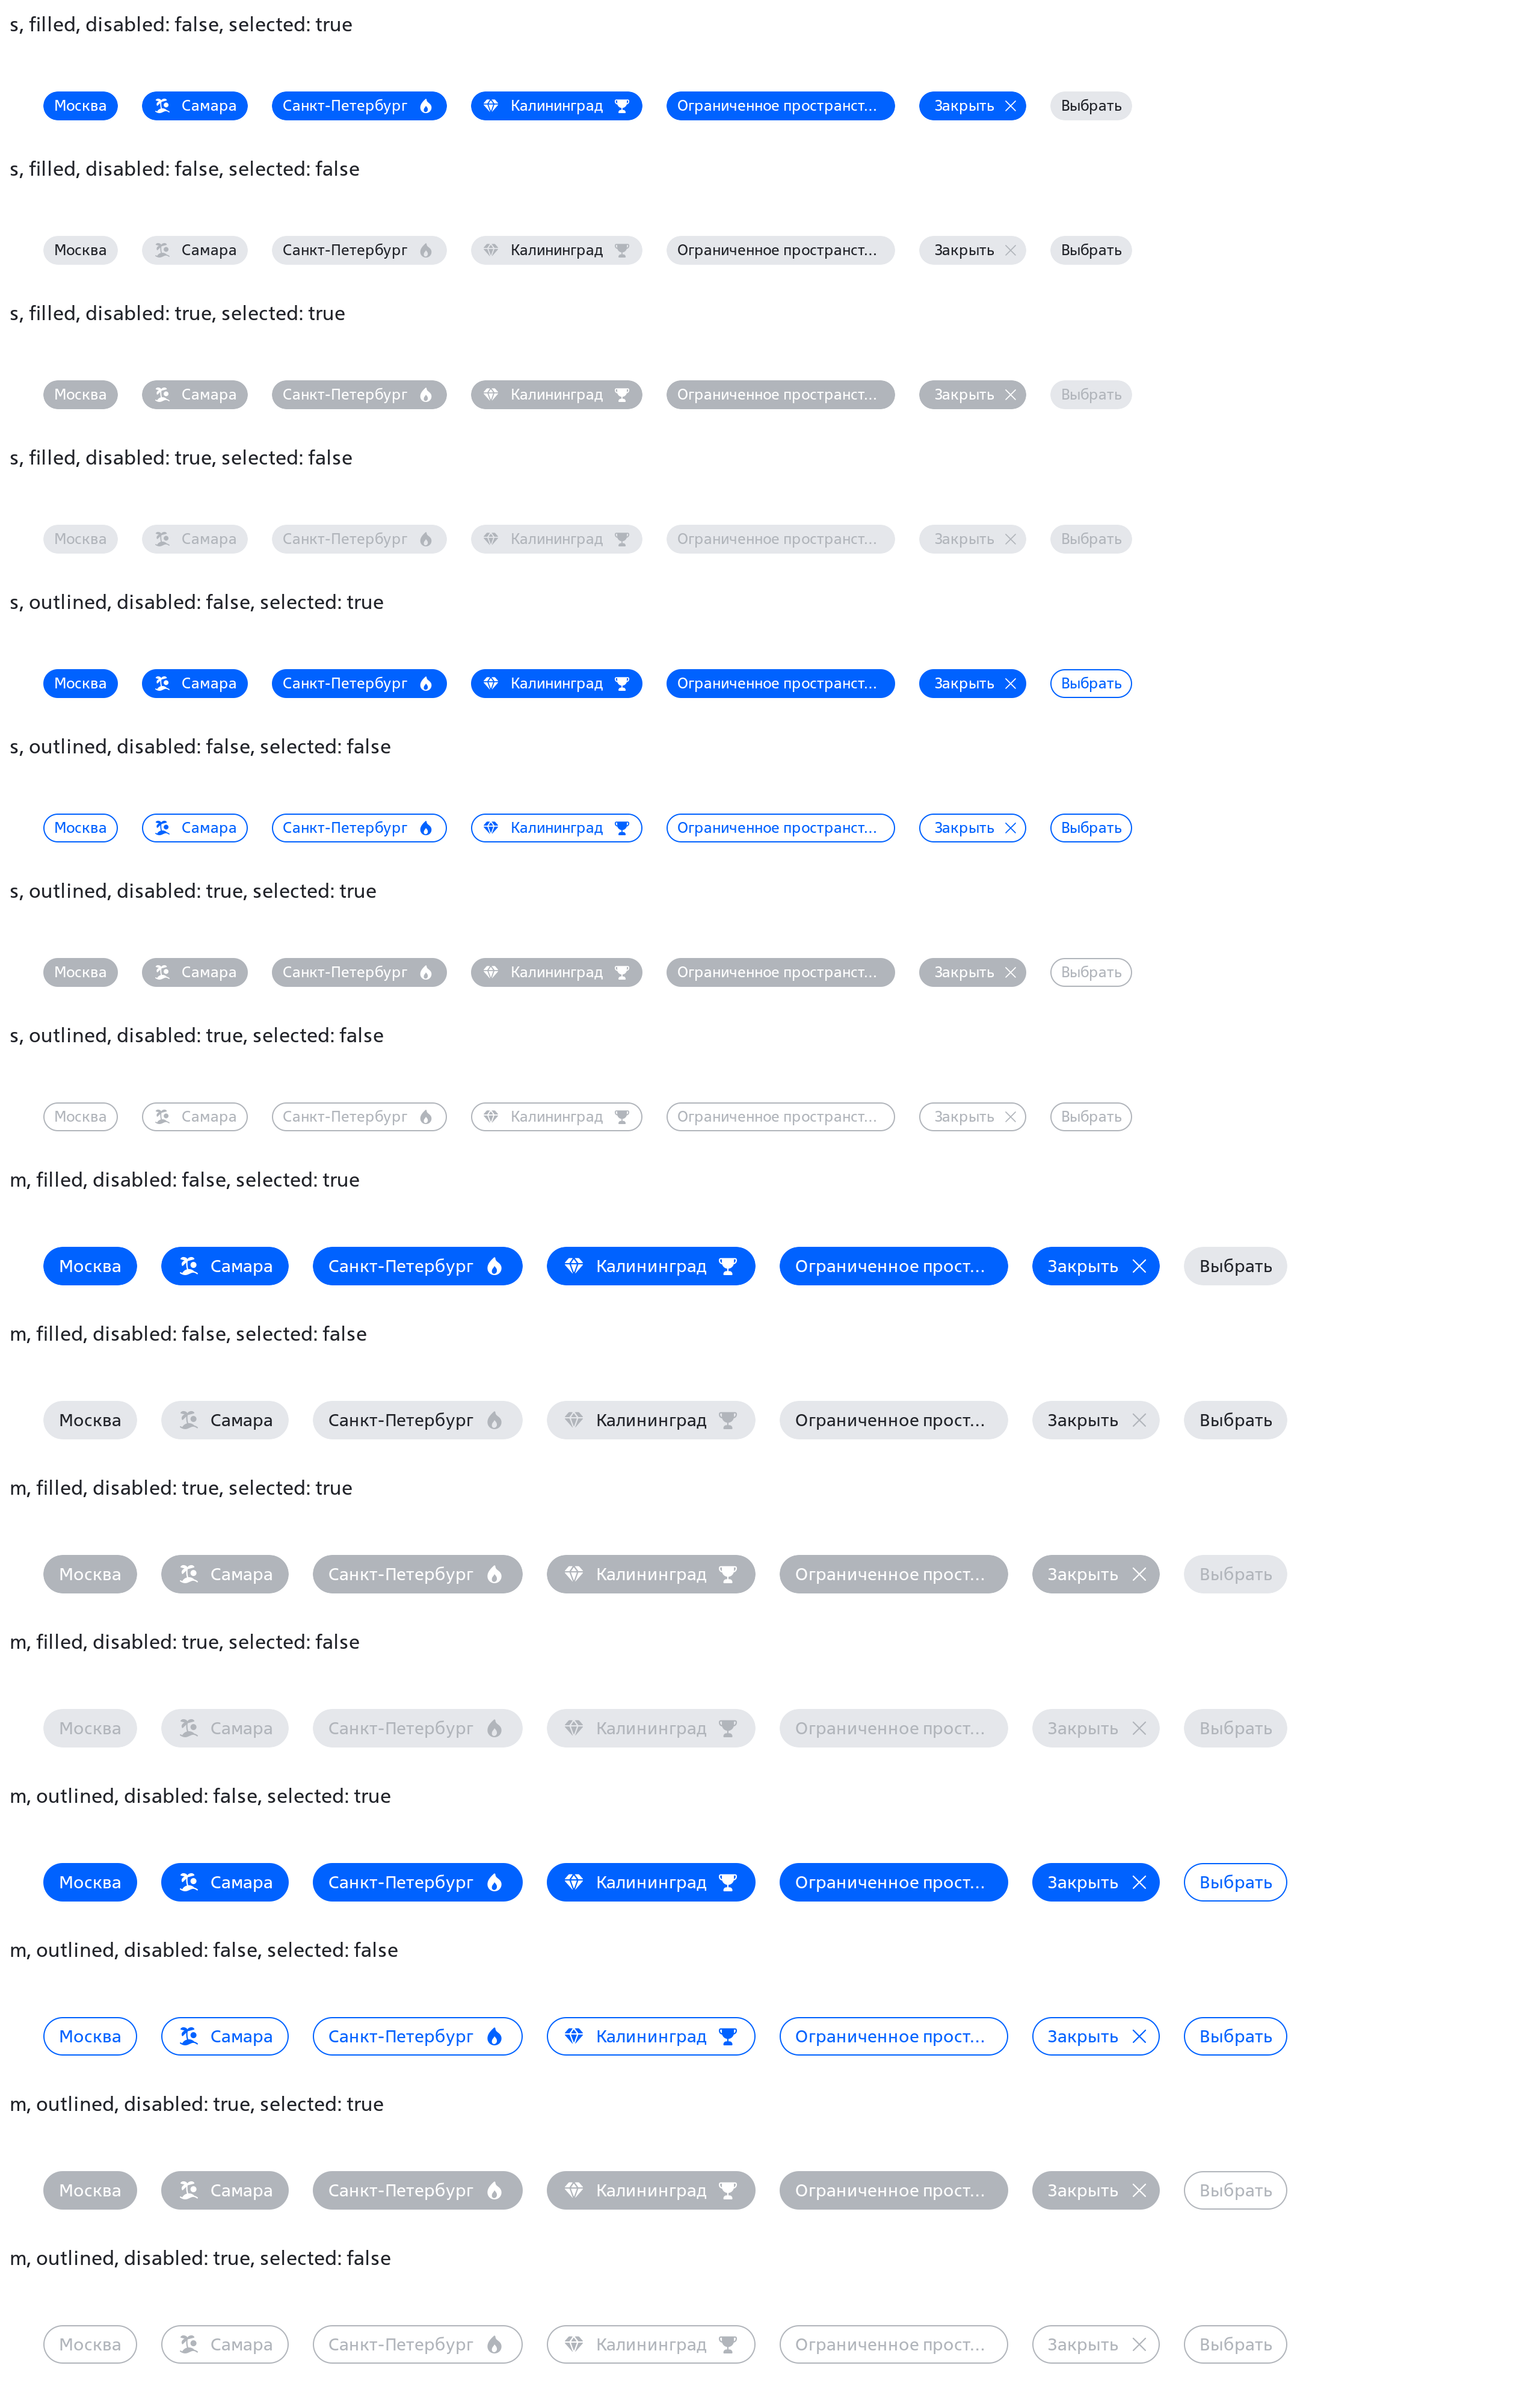 s, filled, disabled: false, selected: true
Москва Самара Санкт-Петербург Калининград Ограниченное пространст... Закрыть Выбрать
s, filled, disabled: false, selected: false
Москва Самара Санкт-Петербург Калининград Ограниченное пространст... Закрыть Выбрать
s, filled, disabled: true, selected: true
Москва Самара Санкт-Петербург Калининград Ограниченное пространст... Закрыть Выбрать
s, filled, disabled: true, selected: false
Москва Самара Санкт-Петербург Калининград Ограниченное пространст... Закрыть Выбрать
s, outlined, disabled: false, selected: true
Москва Самара Санкт-Петербург Калининград Ограниченное пространст... Закрыть Выбрать
s, outlined, disabled: false, selected: false
Москва Самара Санкт-Петербург Калининград Ограниченное пространст... Закрыть Выбрать
s, outlined, disabled: true, selected: true
Москва Самара Санкт-Петербург Калининград Ограниченное пространст... Закрыть Выбрать
s, outlined, disabled: true, selected: false
Москва Самара Санкт-Петербург Калининград Ограниченное пространст... Закрыть Выбрать
m, filled, disabled: false, selected: true
Москва Самара Санкт-Петербург Калининград Ограниченное прост... Закрыть Выбрать
m, filled, disabled: false, selected: false
Москва Самара Санкт-Петербург Калининград Ограниченное прост... Закрыть Выбрать
m, filled, disabled: true, selected: true
Москва Самара Санкт-Петербург Калининград Ограниченное прост... Закрыть Выбрать
m, filled, disabled: true, selected: false
Москва Самара Санкт-Петербург Калининград Ограниченное прост... Закрыть Выбрать
m, outlined, disabled: false, selected: true
Москва Самара Санкт-Петербург Калининград Ограниченное прост... Закрыть Выбрать
m, outlined, disabled: false, selected: false
Москва Самара Санкт-Петербург Калининград Ограниченное прост... Закрыть Выбрать
m, outlined, disabled: true, selected: true
Москва Самара Санкт-Петербург Калининград Ограниченное прост... Закрыть Выбрать
m, outlined, disabled: true, selected: false
Москва Самара Санкт-Петербург Калининград Ограниченное прост... Закрыть Выбрать